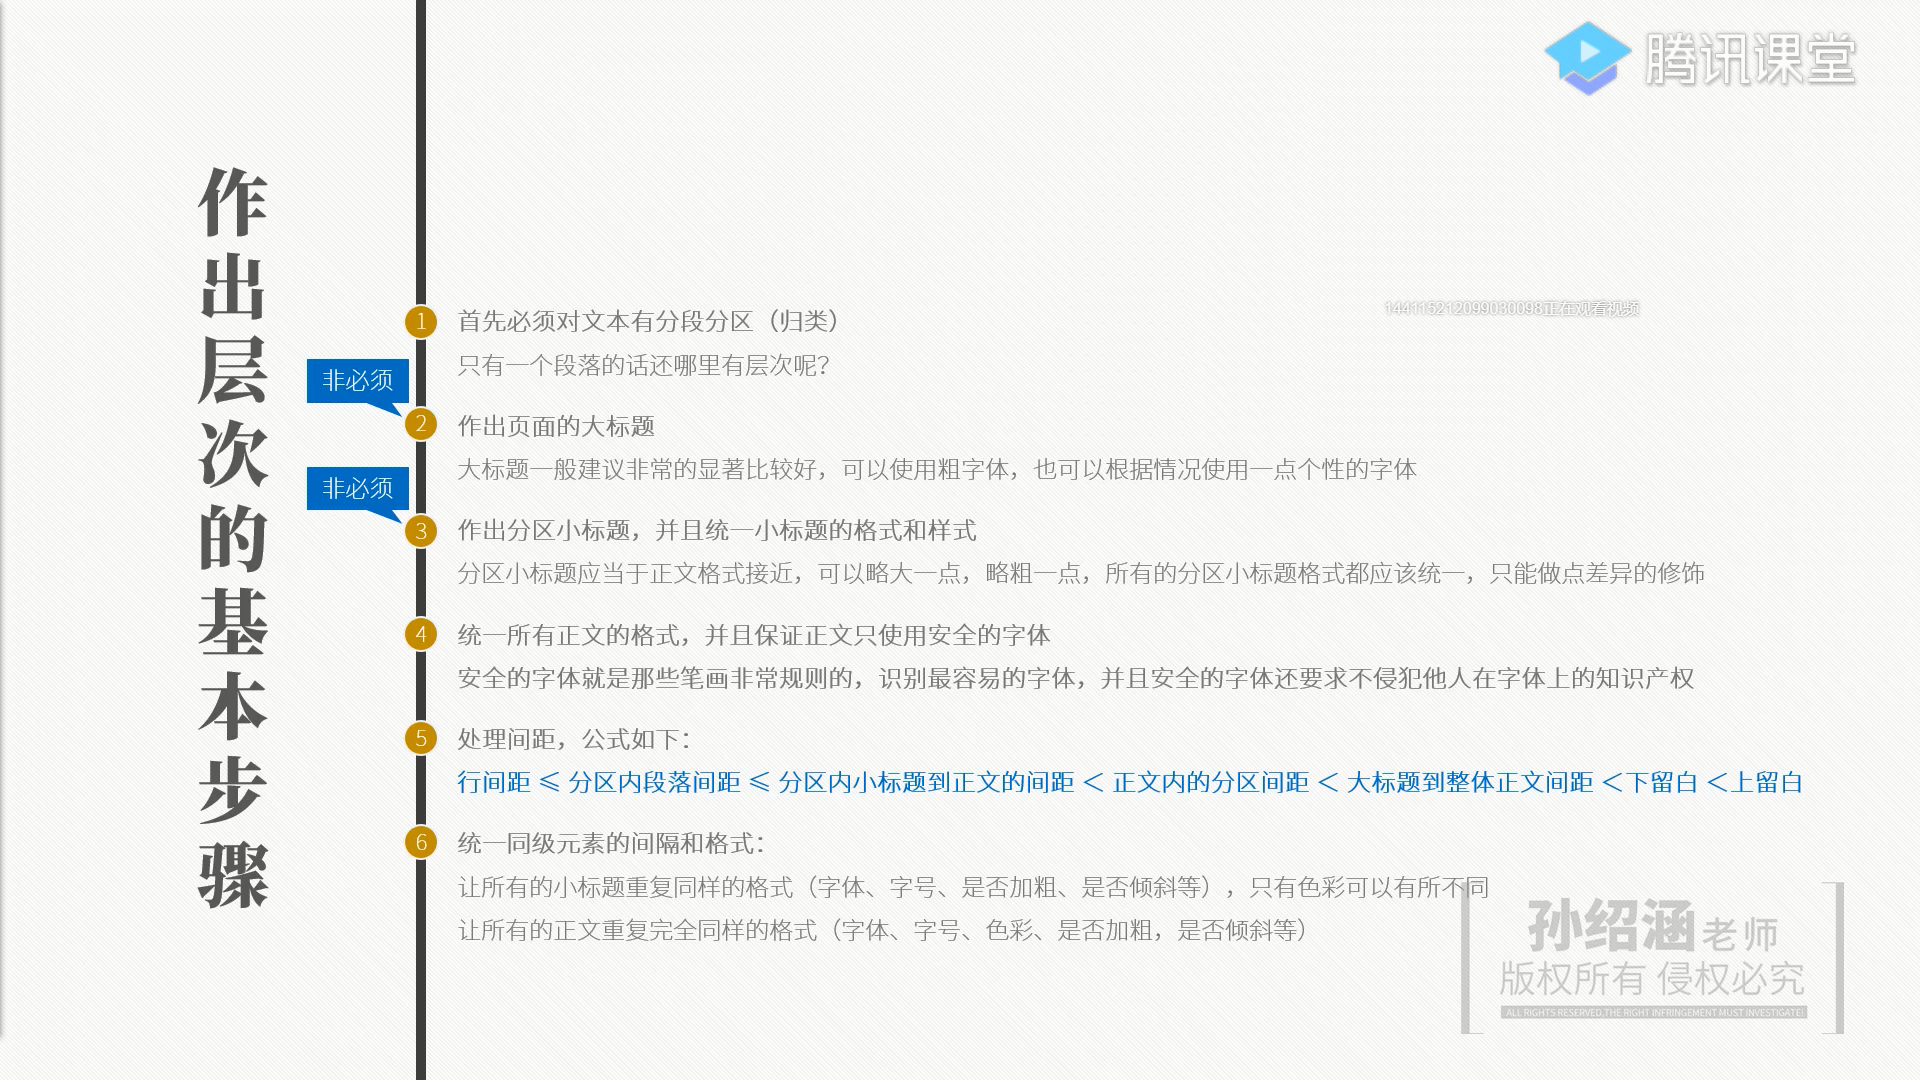 腾讯课堂
作出层次的基本步骤
144115212099030098正在观看视频
1 首先必须对文本有分段分区（归类）
只有一个段落的话还哪里有层次呢？
非必须
2 作出页面的大标题
大标题一般建议非常的显著比较好，可以使用粗字体，也可以根据情况使用一点个性的字体
非必须
3 作出分区小标题，并且统一小标题的格式和样式
分区小标题应当于正文格式接近，可以略大一点，略粗一点，所有的分区小标题格式都应该统一，只能做点差异的修饰
4 统一所有正文的格式，并且保证正文只使用安全的字体
安全的字体就是那些笔画非常规则的，识别最容易的字体，并且安全的字体还要求不侵犯他人在字体上的知识产权
5 处理间距，公式如下：
行间距 ≤ 分区内段落间距 ≤ 分区内小标题到正文的间距 < 正文内的分区间距 < 大标题到整体正文间距 <下留白 <上留白
6 统一同级元素的间隔和格式：
让所有的小标题重复同样的格式（字体、字号、是否加粗、是否倾斜等），只有色彩可以有所不同
让所有的正文重复完全同样的格式（字体、字号、色彩、是否加粗，是否倾斜等）
孙绍涵老师
版权所有 侵权必究
ALL RIGHTS RESERVED,THE RIGHT INFRINGEMENT MUST INVESTIGATE!